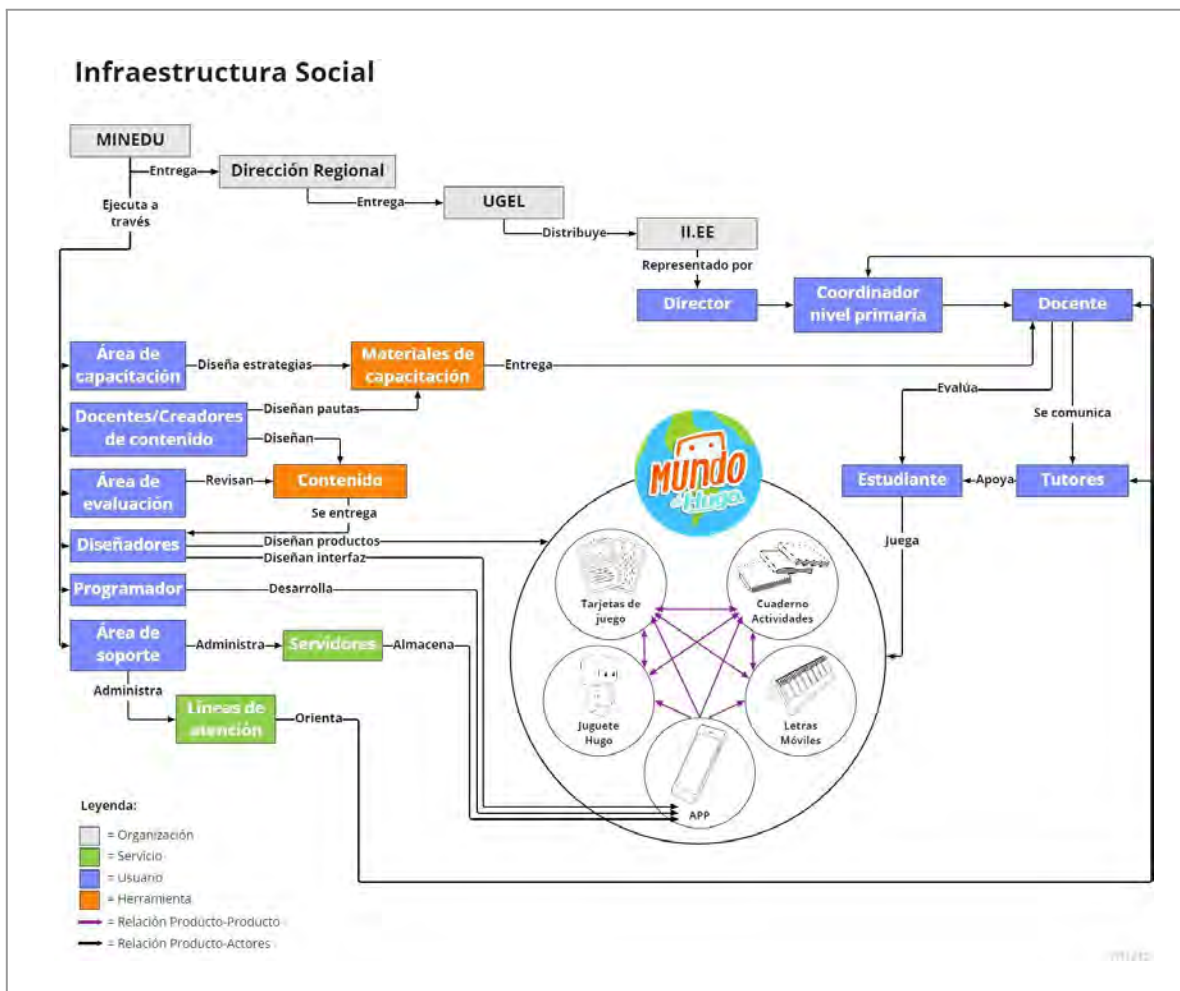 Infraestructura Social
MINEDU
Entrega
Dirección Regional
Ejecuta a
través
Entrega
UGEL
Distribuye
II.EE
Representado por
Director
Coordinador
nivel primaria
Docente
Área de
capacitación
Diseña estrategias
Materiales de
capacitación
Entrega
Docentes/Creadores
de contenido
Diseñan pautas
Diseñan
Evalúa
Se comunica
Área de
evaluación
Revisan
Contenido
MUNDO
de Hugo
Estudiante
Apoya
Tutores
Se entrega
Diseñadores
Diseñan productos
Diseñan interfaz
Juega
Programador
Desarrolla
Tarjetas de
juego
Cuaderno
Actividades
Área de
soporte
Administra
Servidores
Almacena
Administra
Líneas de
atención
Orienta
Juguete
Hugo
Letras
Móviles
APP
Leyenda:
= Organización
= Servicio
= Usuario
= Herramienta
= Relación Producto-Producto
= Relación Producto-Actores
miro